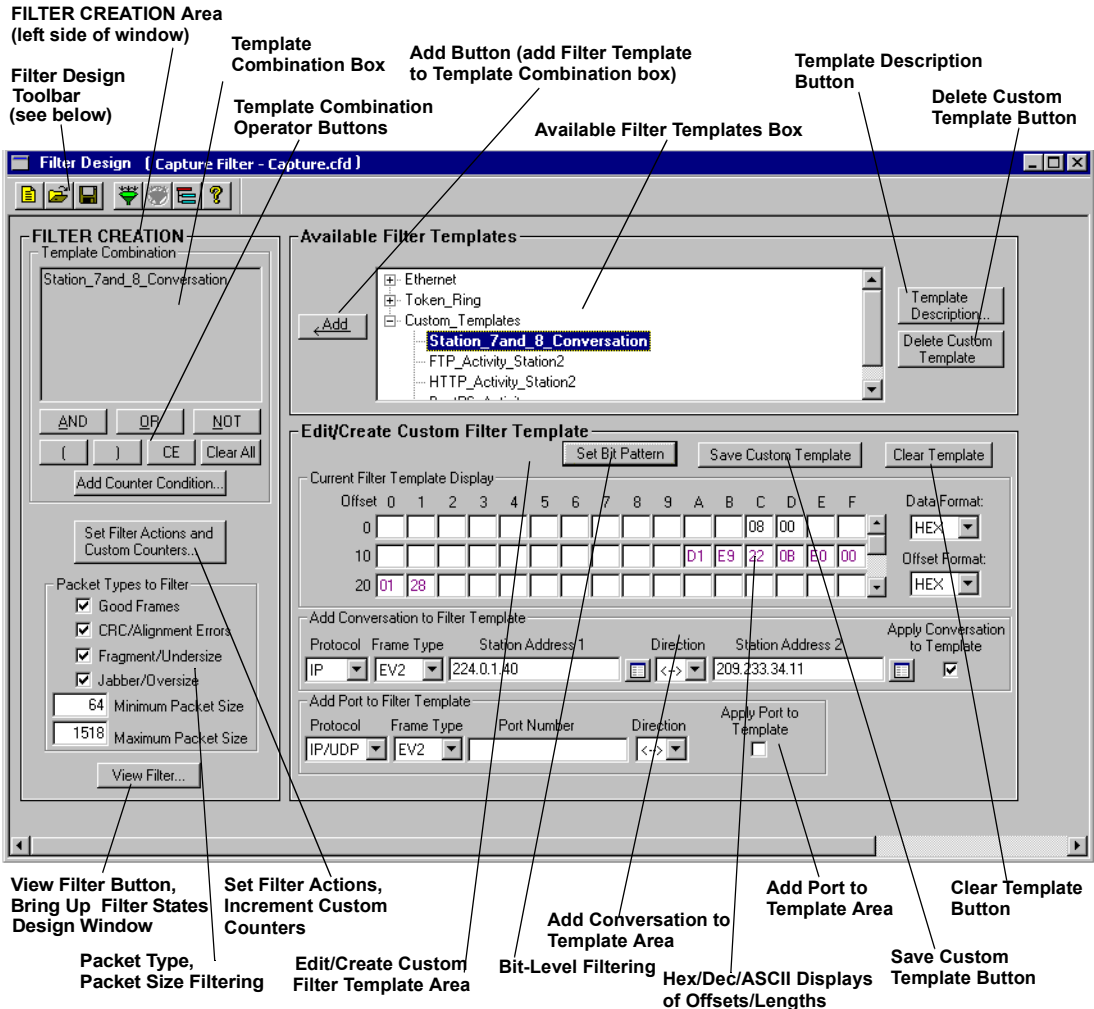 FILTER CREATION Area
(left side of window)
Filter Design
Toolbar
(see below)
Template
Combination Box
Template Combination
Operator Buttons
Add Button (add Filter Template
to Template Combination box)
Available Filter Templates Box
Template Description
Button
Delete Custom
Template Button
Filter Design ( Capture Filter - Capture.cfd )
FILTER CREATION
Template Combination
Station_7and_8_Conversation
AND OR NOT
( ) CE Clear All
Add Counter Condition...
Set Filter Actions and
Custom Counters...
Packet Types to Filter
Good Frames
CRC/Alignment Errors
Fragment/Undersize
Jabber/Oversize
64 Minimum Packet Size
1518 Maximum Packet Size
View Filter...
Available Filter Templates
Add
Ethernet
Token_Ring
Custom_Templates
Station_7and_8_Conversation
FTP_Activity_Station2
HTTP_Activity_Station2
Template
Description...
Delete Custom
Template
Edit/Create Custom Filter Template
Set Bit Pattern Save Custom Template Clear Template
Current Filter Template Display
Offset 0 1 2 3 4 5 6 7 8 9 A B C D E F
0 08 00
10 D1 E9 22 0B E0 00
20 01 28
Data Format:
HEX
Offset Format:
HEX
Add Conversation to Filter Template
Protocol Frame Type Station Address 1 Direction Station Address 2 Apply Conversation
to Template
IP EV2 224.0.1.40 <-> 209.233.34.11
Add Port to Filter Template
Protocol Frame Type Port Number Direction Apply Port to
Template
IP/UDP EV2 <->
View Filter Button,
Bring Up Filter States
Design Window
Set Filter Actions,
Increment Custom
Counters
Packet Type,
Packet Size Filtering
Edit/Create Custom
Filter Template Area
Bit-Level Filtering
Add Conversation to
Template Area
Hex/Dec/ASCII Displays
of Offsets/Lengths
Add Port to
Template Area
Save Custom
Template Button
Clear Template
Button